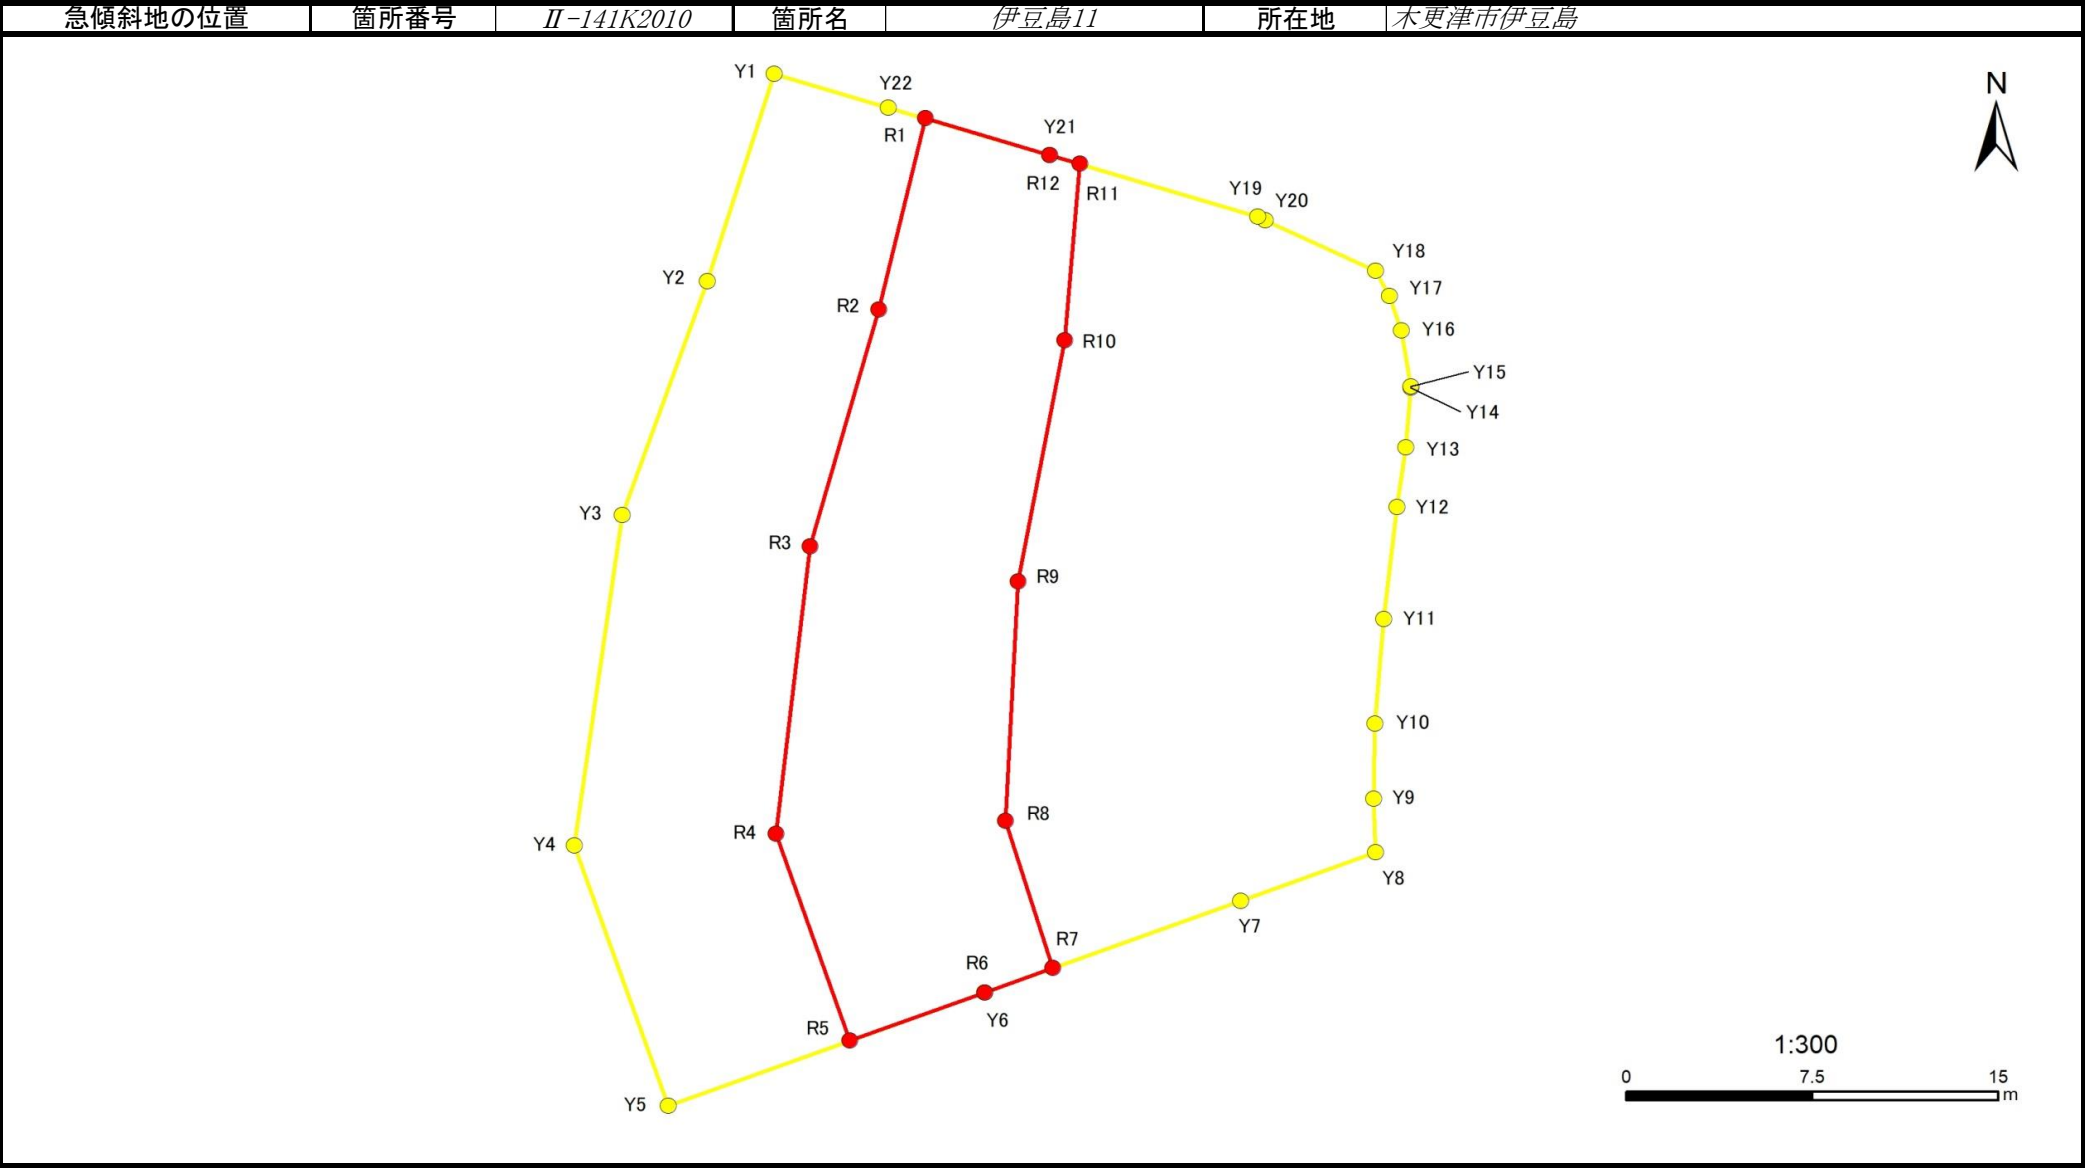 急傾斜地の位置 箇所番号 Ⅱ-141K2010 箇所名 伊豆島11 所在地 木更津市伊豆島
Y1
Y22
R1
Y21
R12
R11
N
Y19
Y20
Y18
Y2
Y17
R2
Y16
R10
Y15
Y14
Y13
Y3
Y12
R3
R9
Y11
Y10
Y9
R8
R4
Y4
Y8
Y7
R7
R6
Y6
R5
Y5
1:300
0 7.5 15
m